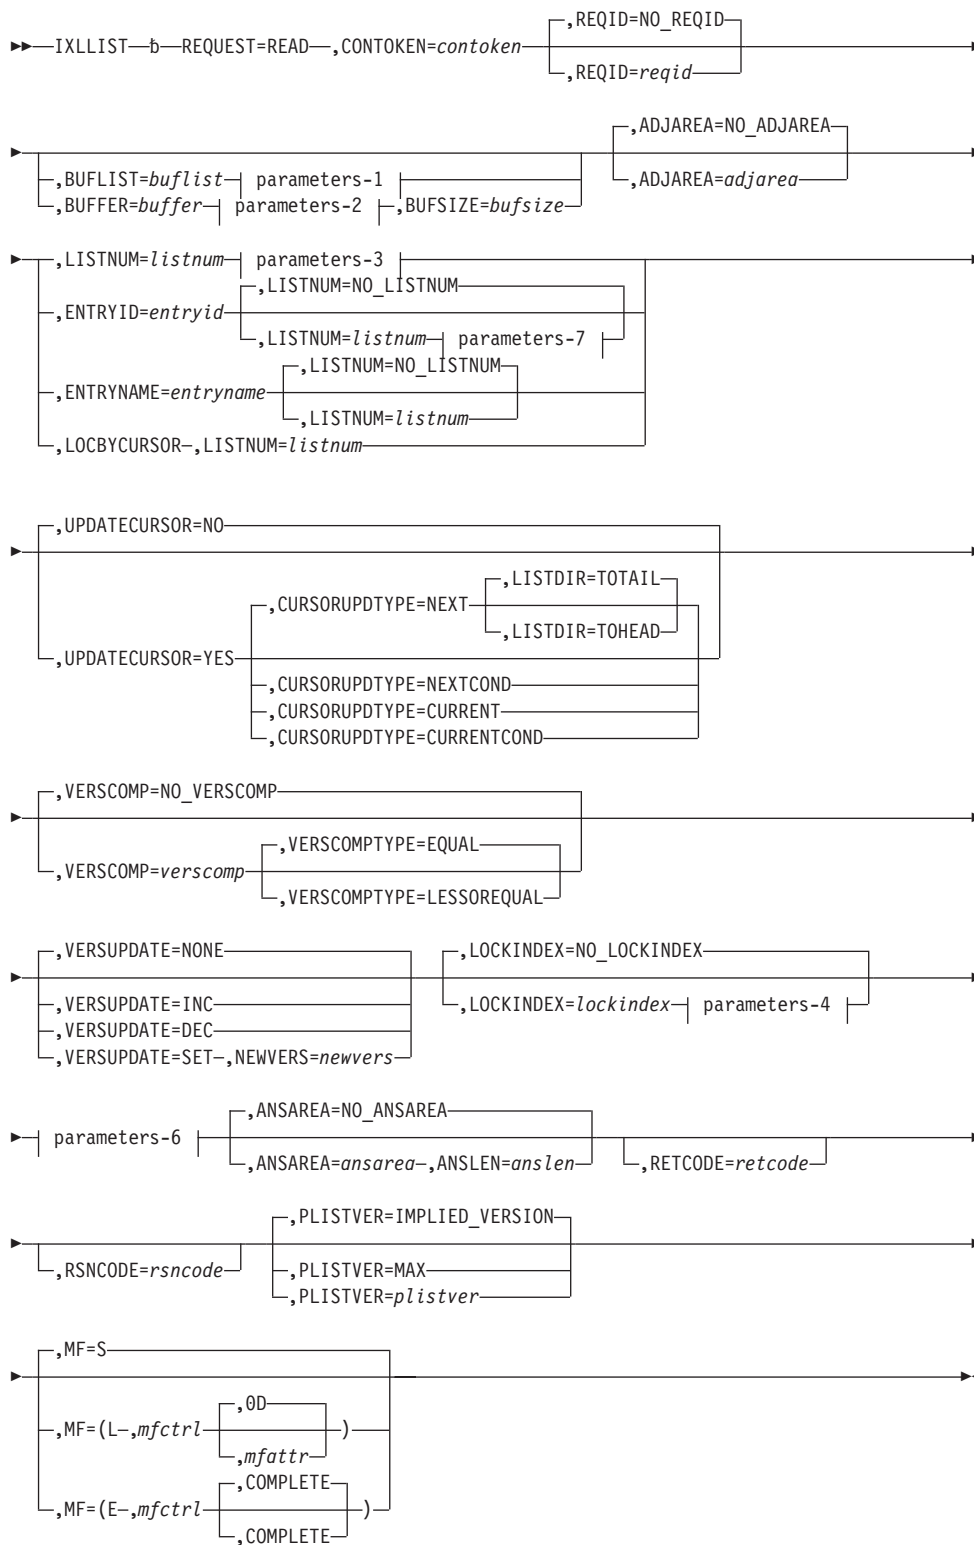 IXLLIST ƀ REQUEST=READ ,CONTOKEN=contoken ,REQID=NO_REQID
,REQID=reqid
,BUFLIST=buflist parameters-1
,BUFFER=buffer parameters-2 ,BUFSIZE=bufsize
,ADJAREA=NO_ADJAREA
,ADJAREA=adjarea
,LISTNUM=listnum parameters-3
,ENTRYID=entryid ,LISTNUM=NO_LISTNUM
,LISTNUM=listnum parameters-7
,ENTRYNAME=entryname ,LISTNUM=NO_LISTNUM
,LISTNUM=listnum
,LOCBYCURSOR ,LISTNUM=listnum
,UPDATECURSOR=NO
,UPDATECURSOR=YES ,CURSORUPDTYPE=NEXT ,LISTDIR=TOTAIL
,LISTDIR=TOHEAD
,CURSORUPDTYPE=NEXTCOND
,CURSORUPDTYPE=CURRENT
,CURSORUPDTYPE=CURRENTCOND
,VERSCOMP=NO_VERSCOMP
,VERSCOMP=verscomp ,VERSCOMPTYPE=EQUAL
,VERSCOMPTYPE=LESSOREQUAL
,VERSUPDATE=NONE
,VERSUPDATE=INC
,VERSUPDATE=DEC
,VERSUPDATE=SET ,NEWVERS=newvers
,LOCKINDEX=NO_LOCKINDEX
,LOCKINDEX=lockindex parameters-4
parameters-6 ,ANSAREA=NO_ANSAREA
,ANSAREA=ansarea ,ANSLEN=anslen ,RETCODE=retcode
,RSNCODE=rsncode ,PLISTVER=IMPLIED_VERSION
,PLISTVER=MAX
,PLISTVER=plistver
,MF=S
,MF=(L ,mfctrl ,0D )
,mfattr
,MF=(E ,mfctrl ,COMPLETE )
,COMPLETE